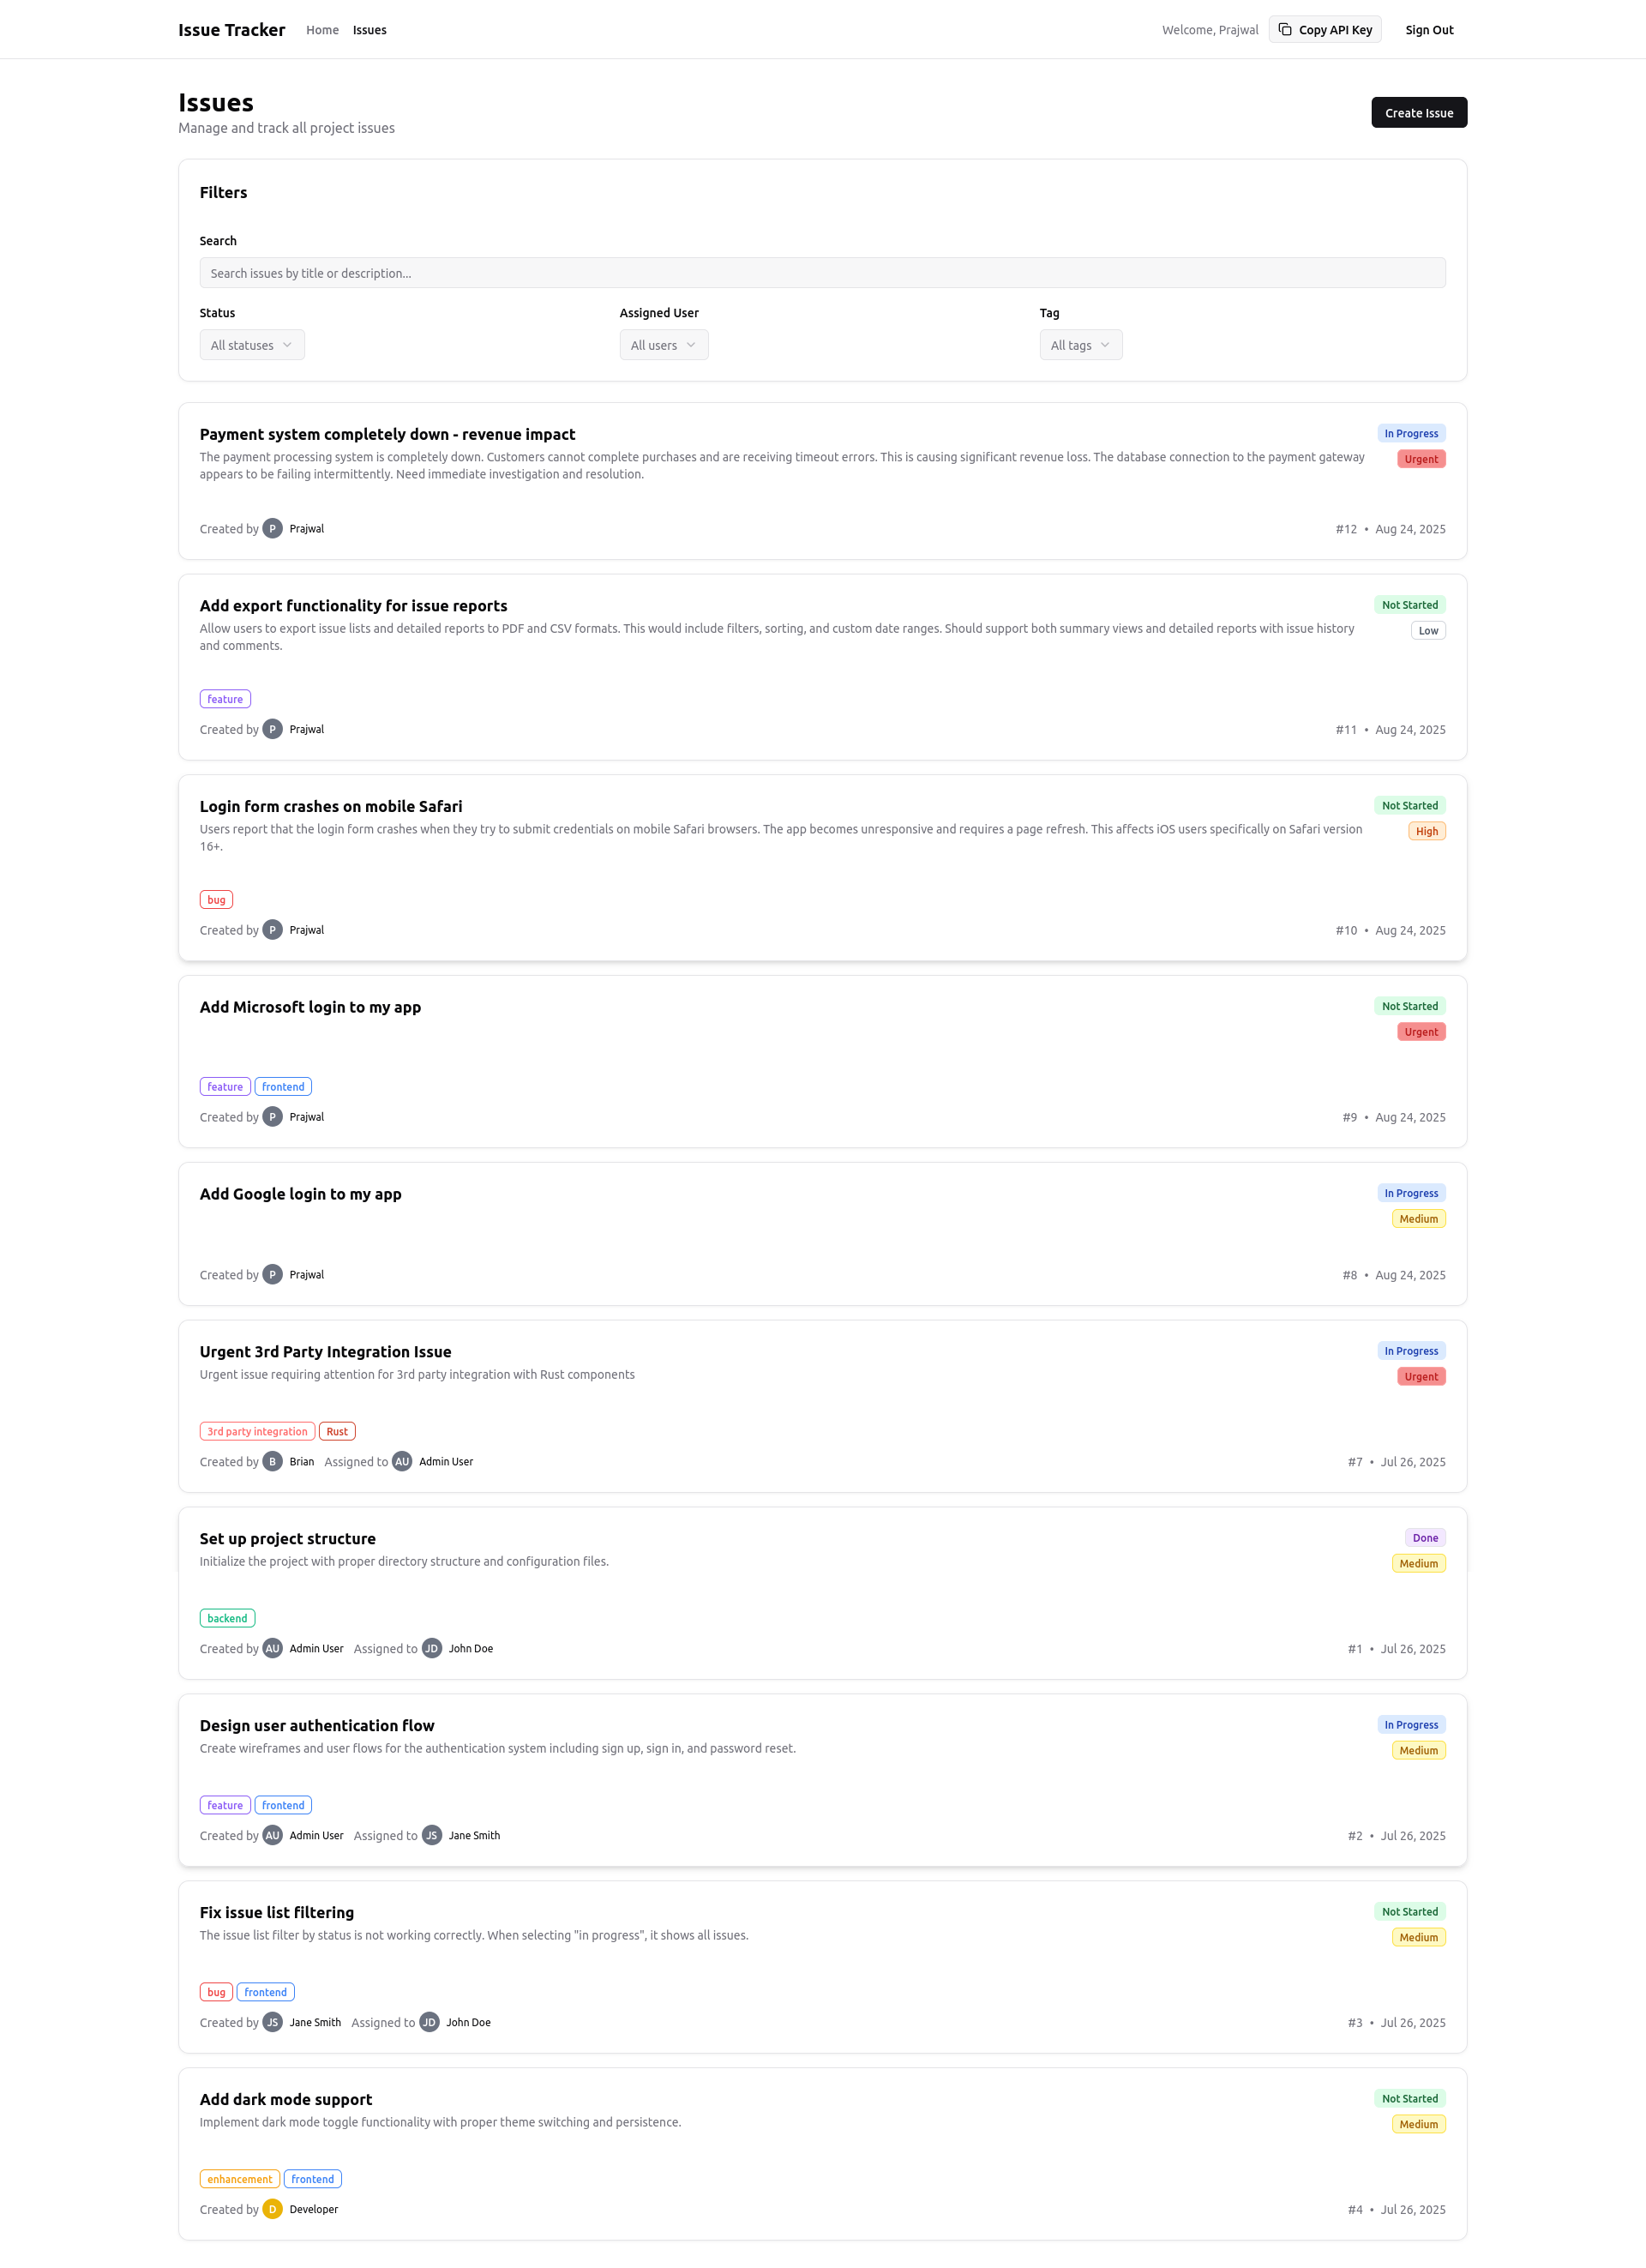 Issue Tracker Home Issues Welcome, Prajwal Copy API Key Sign Out
Issues
Manage and track all project issues
Create Issue
Filters
Search
Search issues by title or description...
Status Assigned User Tag
All statuses All users All tags
Payment system completely down - revenue impact In Progress
The payment processing system is completely down. Customers cannot complete purchases and are receiving timeout errors. This is causing significant revenue loss. The database connection to the payment gateway
Urgent
appears to be failing intermittently. Need immediate investigation and resolution.
Created by P Prajwal #12 • Aug 24, 2025
Add export functionality for issue reports Not Started
Allow users to export issue lists and detailed reports to PDF and CSV formats. This would include filters, sorting, and custom date ranges. Should support both summary views and detailed reports with issue history
Low
and comments.
feature
Created by P Prajwal #11 • Aug 24, 2025
Login form crashes on mobile Safari Not Started
Users report that the login form crashes when they try to submit credentials on mobile Safari browsers. The app becomes unresponsive and requires a page refresh. This affects iOS users specifically on Safari version
High
16+.
bug
Created by P Prajwal #10 • Aug 24, 2025
Add Microsoft login to my app Not Started
Urgent
feature frontend
Created by P Prajwal #9 • Aug 24, 2025
Add Google login to my app In Progress
Medium
Created by P Prajwal #8 • Aug 24, 2025
Urgent 3rd Party Integration Issue In Progress
Urgent issue requiring attention for 3rd party integration with Rust components Urgent
3rd party integration Rust
Created by B Brian Assigned to AU Admin User #7 • Jul 26, 2025
Set up project structure Done
Initialize the project with proper directory structure and configuration files. Medium
backend
Created by AU Admin User Assigned to JD John Doe #1 • Jul 26, 2025
Design user authentication flow In Progress
Create wireframes and user flows for the authentication system including sign up, sign in, and password reset. Medium
feature frontend
Created by AU Admin User Assigned to JS Jane Smith #2 • Jul 26, 2025
Fix issue list filtering Not Started
The issue list filter by status is not working correctly. When selecting "in progress", it shows all issues. Medium
bug frontend
Created by JS Jane Smith Assigned to JD John Doe #3 • Jul 26, 2025
Add dark mode support Not Started
Implement dark mode toggle functionality with proper theme switching and persistence. Medium
enhancement frontend
Created by D Developer #4 • Jul 26, 2025